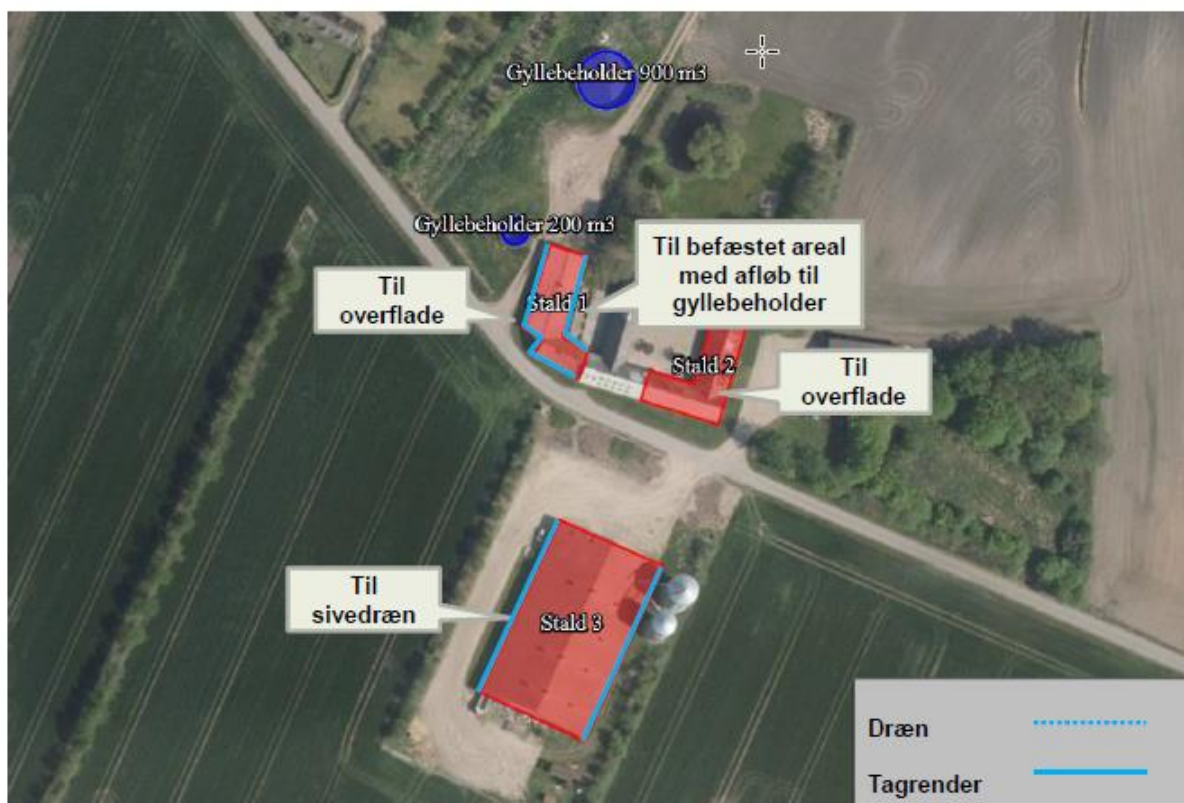 Gyllebeholder 900 m3
Gyllebeholder 200 m3
Til befæstet areal
med afløb til
gyllebeholder
Til
overflade
Stald 1
Stald 2
Til
overflade
Til
sivedræn
Stald 3
Dræn
Tagrender